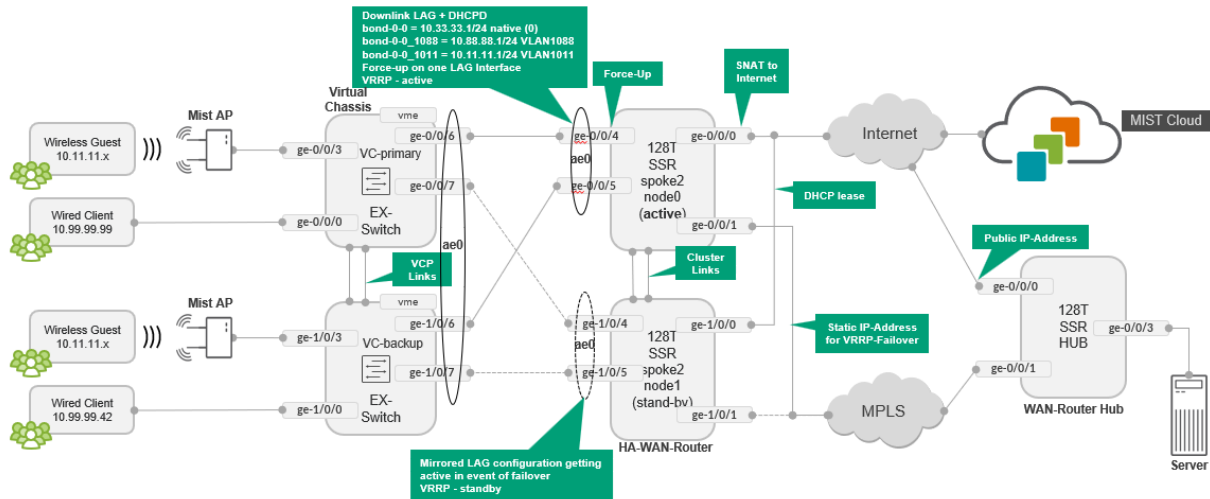 Downlink LAG + DHCPD
bond-0-0 = 10.33.33.1/24 native (0)
bond-0-0_1088 = 10.88.88.1/24 VLAN1088
bond-0-0_1011 = 10.11.11.1/24 VLAN1011
Force-up on one LAG Interface
VRRP - active
Force-Up
SNAT to
Internet
Virtual
Chassis
Mist AP
vme
Wireless Guest
10.11.11.x
ge-0/0/3
VC-primary
ge-0/0/6
ge-0/0/7
EX-
Switch
Wired Client
10.99.99.99
ge-0/0/0
ae0
ge-0/0/4
ae0
ge-0/0/5
128T
SSR
spoke2
node0
(active)
ge-0/0/0
ge-0/0/1
Internet
MIST Cloud
DHCP lease
Public IP-Address
VCP
Links
Cluster
Links
Mist AP
vme
Wireless Guest
10.11.11.x
ge-1/0/3
VC-backup
ge-1/0/6
ge-1/0/7
EX-
Switch
Wired Client
10.99.99.42
ge-1/0/0
ge-1/0/4
ae0
ge-1/0/5
128T
SSR
spoke2
node1
(stand-by)
ge-1/0/0
ge-1/0/1
HA-WAN-Router
Static IP-Address
for VRRP-Failover
MPLS
ge-0/0/0
128T
SSR
HUB
ge-0/0/3
ge-0/0/1
WAN-Router Hub
Server
Mirrored LAG configuration getting
active in event of failover
VRRP - standby